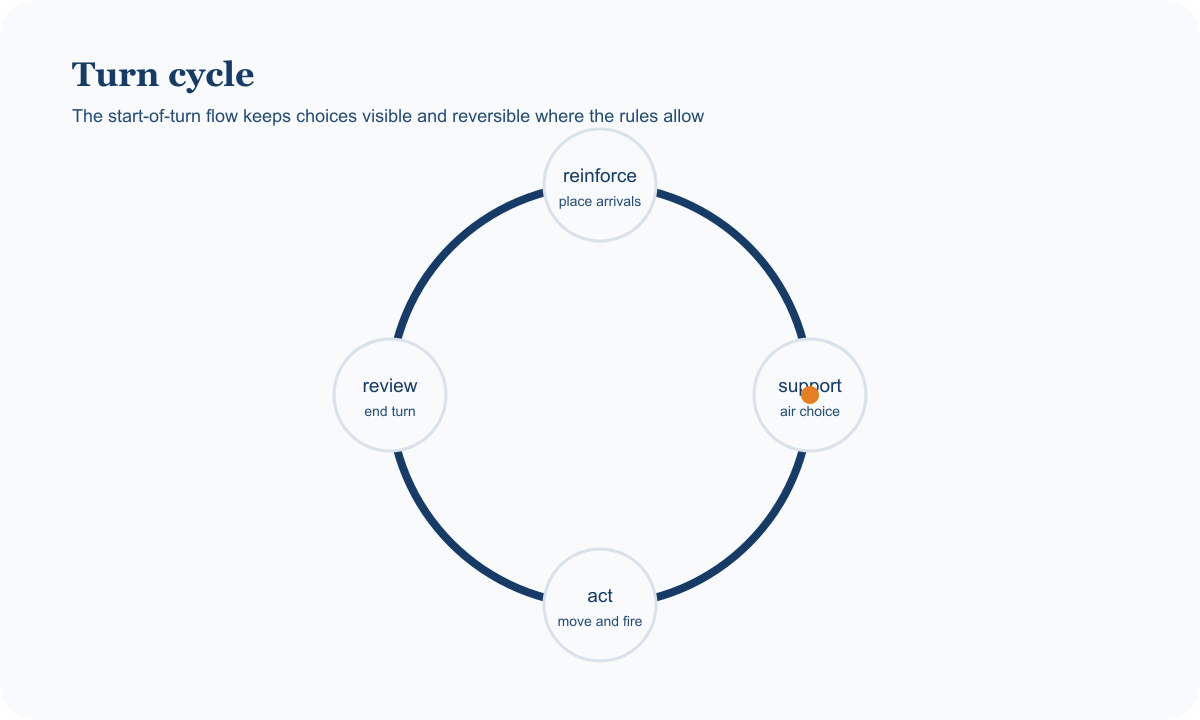 Turn cycle
The start-of-turn flow keeps choices visible and reversible where the rules allow
reinforce
place arrivals
review
end turn
support
air choice
act
move and fire